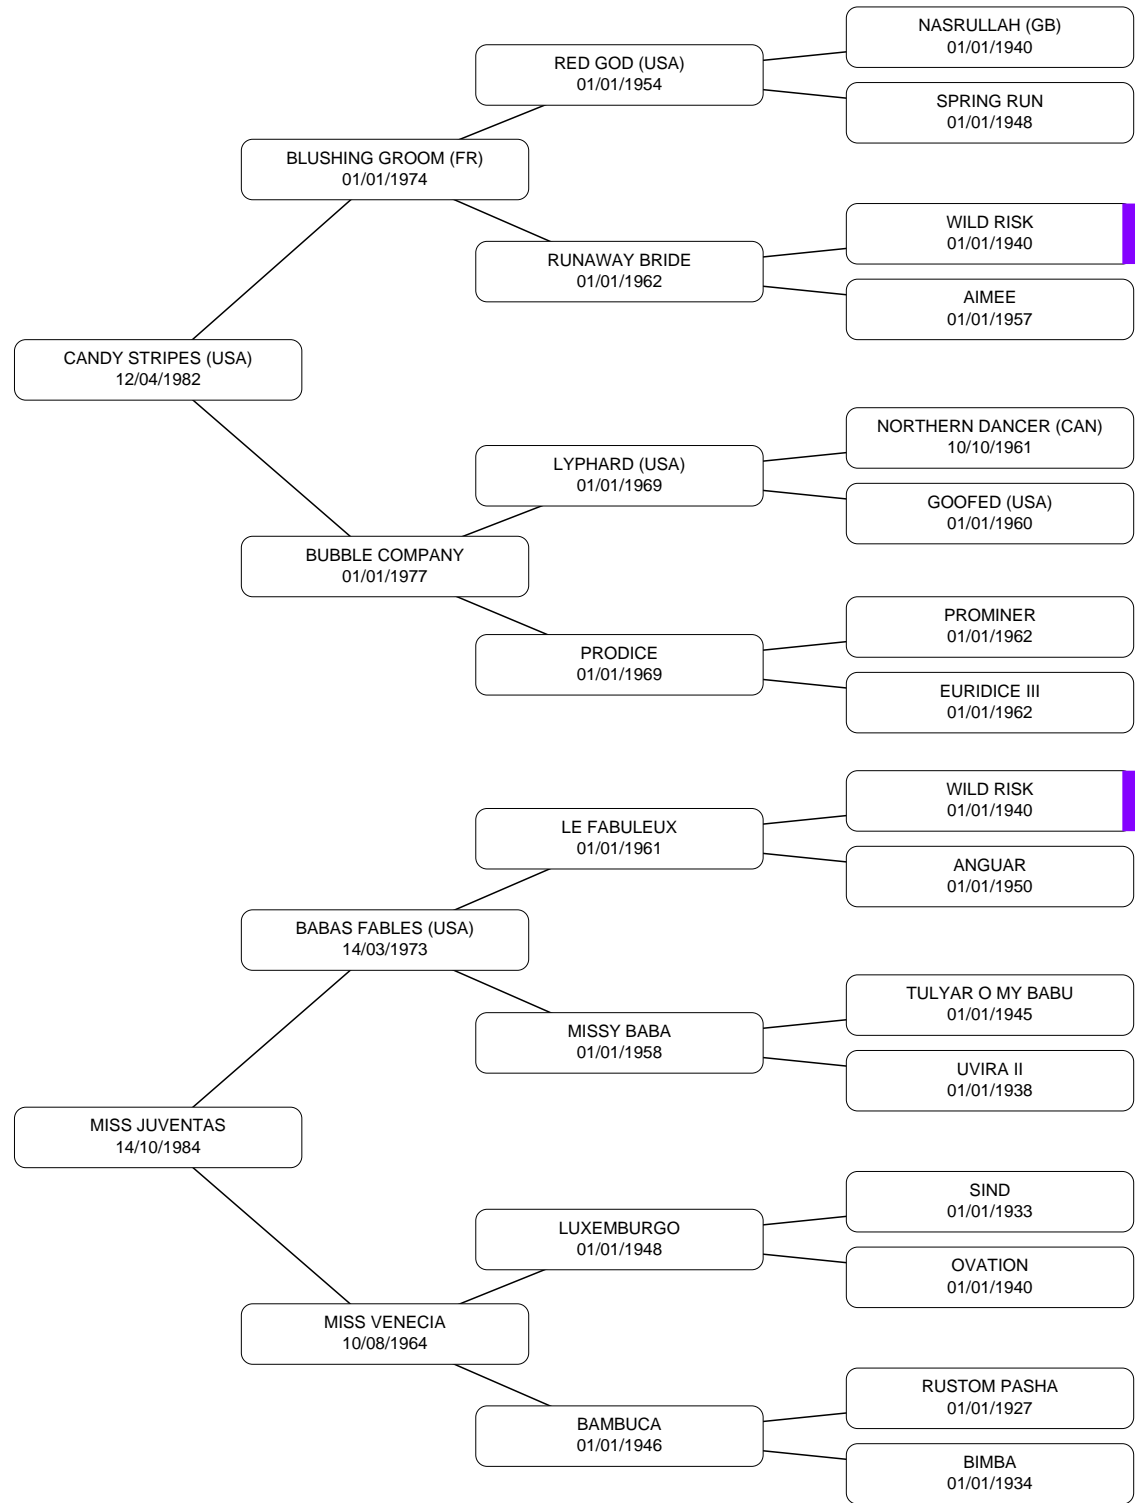 NASRULLAH (GB)
01/01/1940
RED GOD (USA)
01/01/1954
SPRING RUN
01/01/1948
BLUSHING GROOM (FR)
01/01/1974
WILD RISK
01/01/1940
RUNAWAY BRIDE
01/01/1962
AIMEE
01/01/1957
CANDY STRIPES (USA)
12/04/1982
NORTHERN DANCER (CAN)
10/10/1961
LYPHARD (USA)
01/01/1969
GOOFED (USA)
01/01/1960
BUBBLE COMPANY
01/01/1977
PROMINER
01/01/1962
PRODICE
01/01/1969
EURIDICE III
01/01/1962
WILD RISK
01/01/1940
LE FABULEUX
01/01/1961
ANGUAR
01/01/1950
BABAS FABLES (USA)
14/03/1973
TULYAR O MY BABU
01/01/1945
MISSY BABA
01/01/1958
UVIRA II
01/01/1938
MISS JUVENTAS
14/10/1984
SIND
01/01/1933
LUXEMBURGO
01/01/1948
OVATION
01/01/1940
MISS VENECIA
10/08/1964
RUSTOM PASHA
01/01/1927
BAMBUCA
01/01/1946
BIMBA
01/01/1934